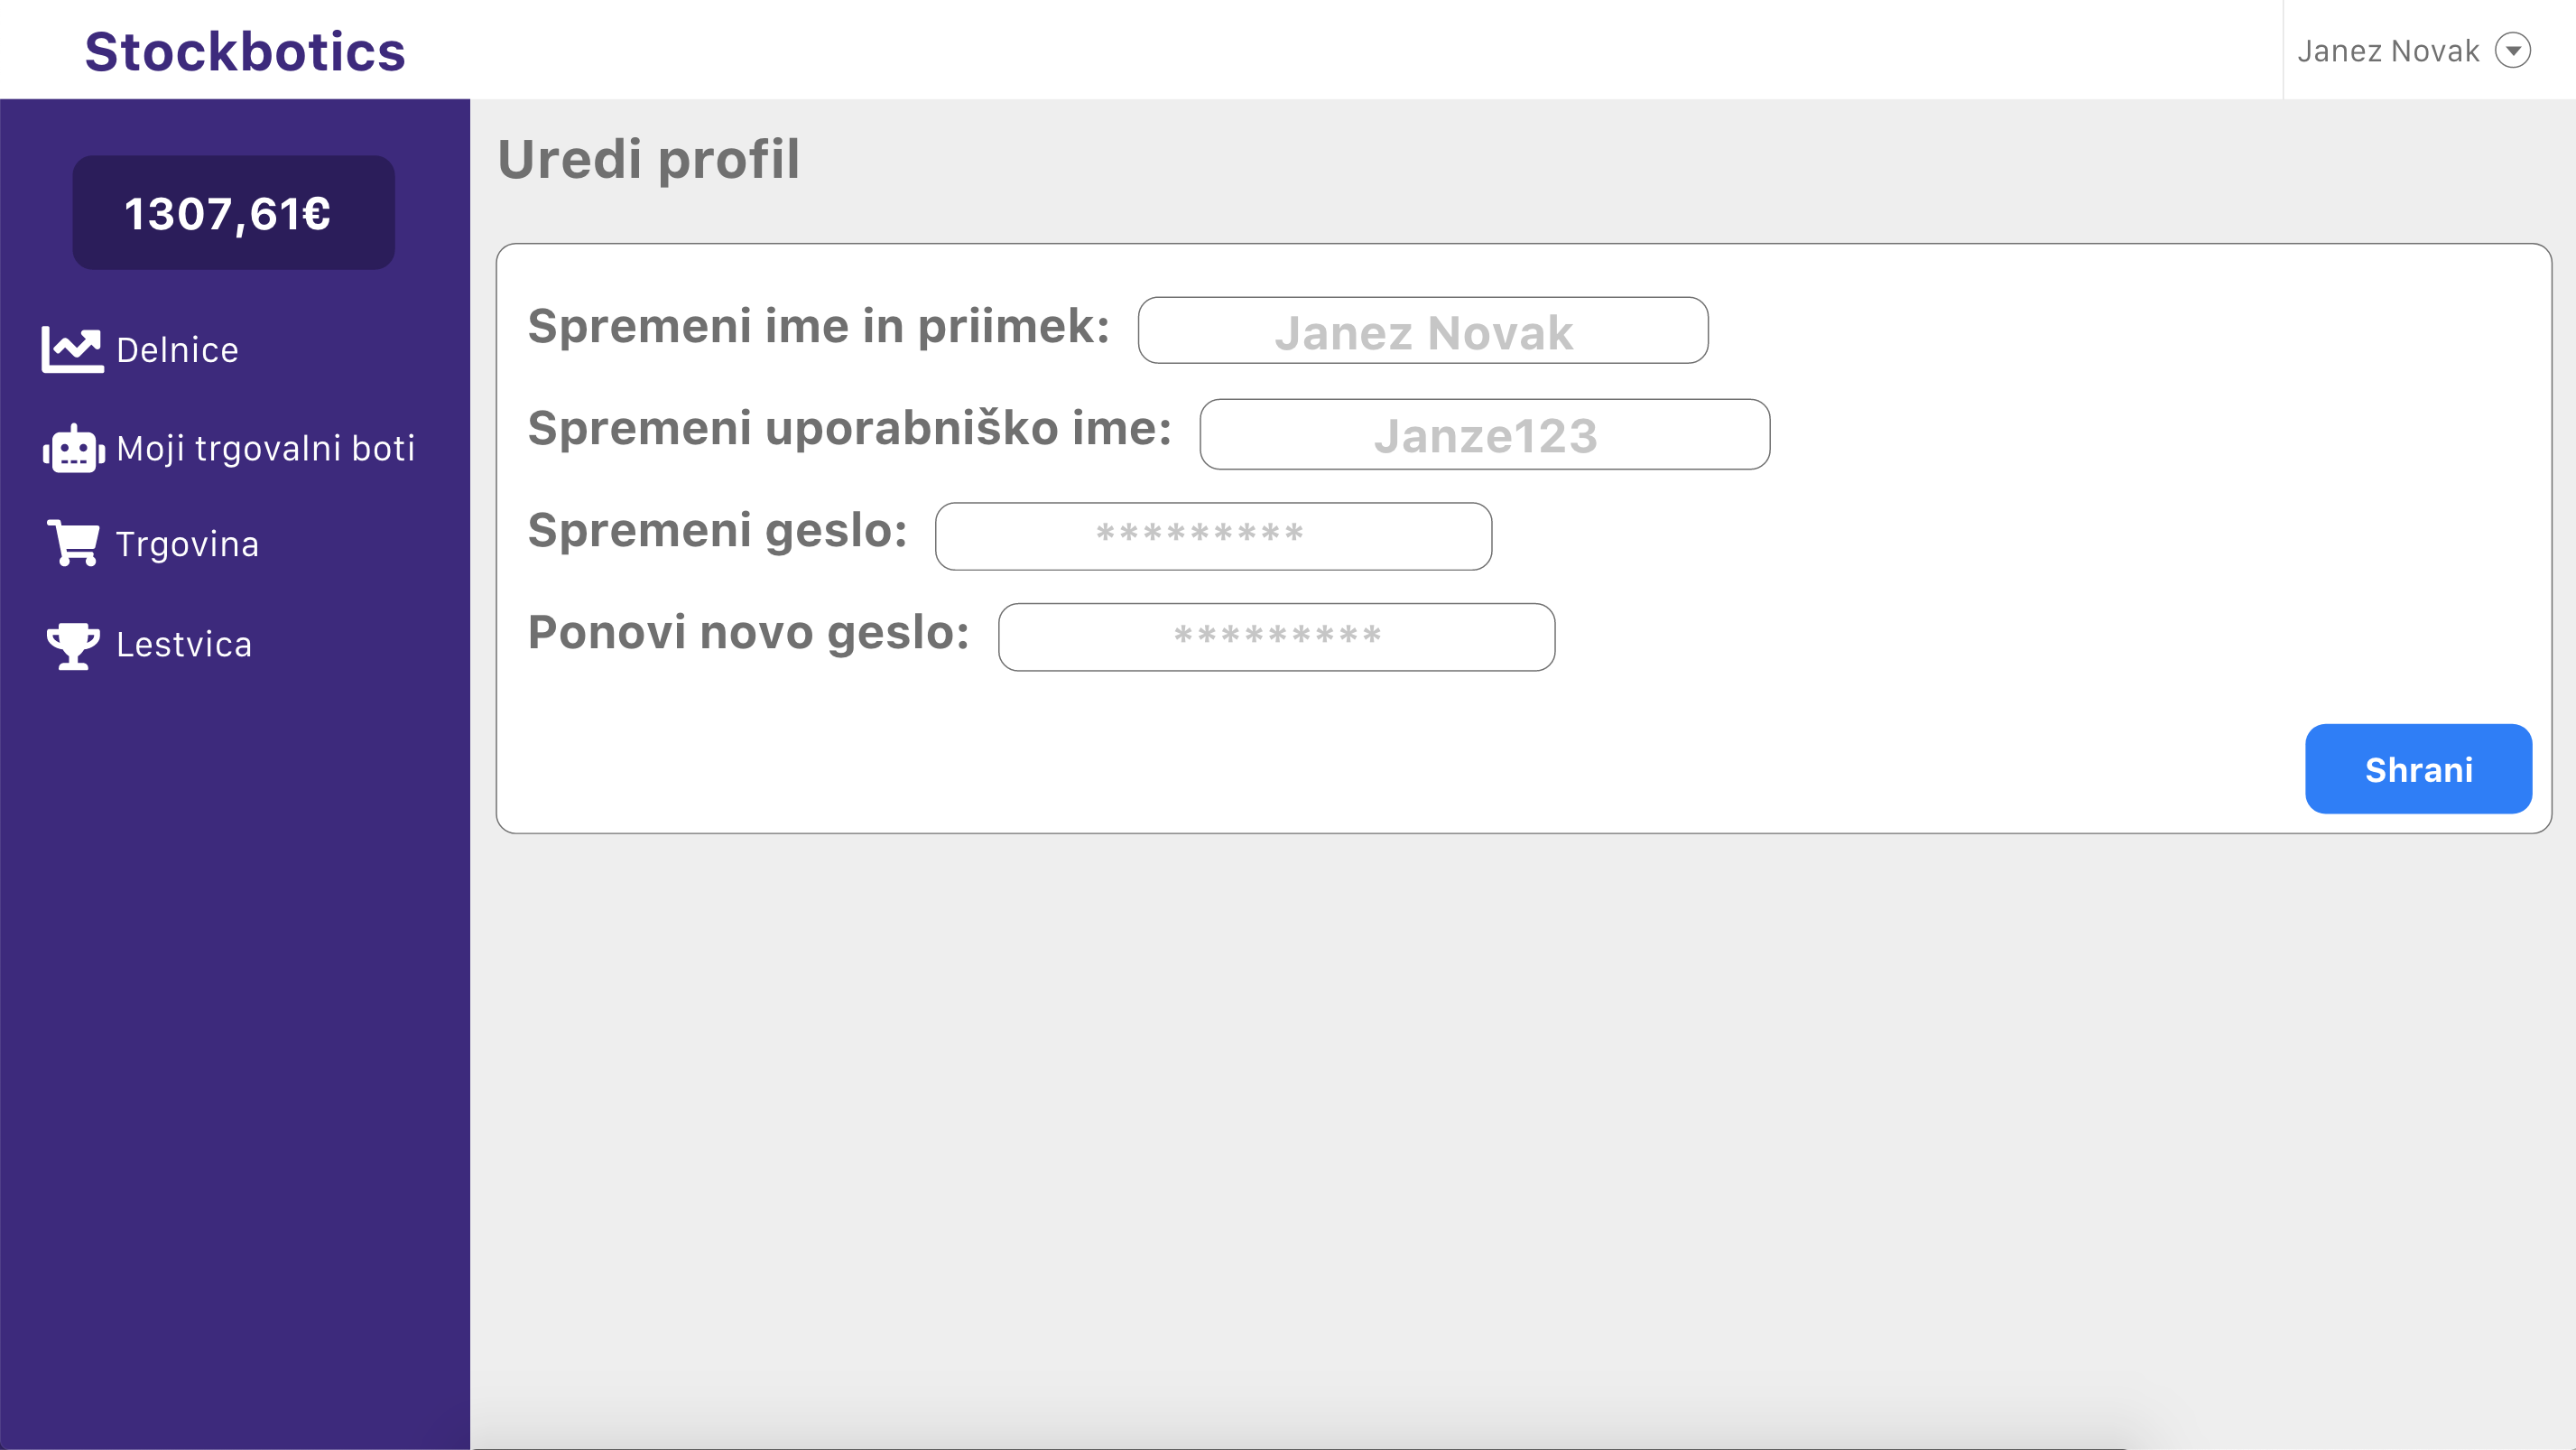 Stockbotics
Janez Novak
1307,61€
Delnice
Moji trgovalni boti
Trgovina
Lestvica
Uredi profil
Spremeni ime in priimek: Janez Novak
Spremeni uporabniško ime: Janze123
Spremeni geslo: *********
Ponovi novo geslo: *********
Shrani